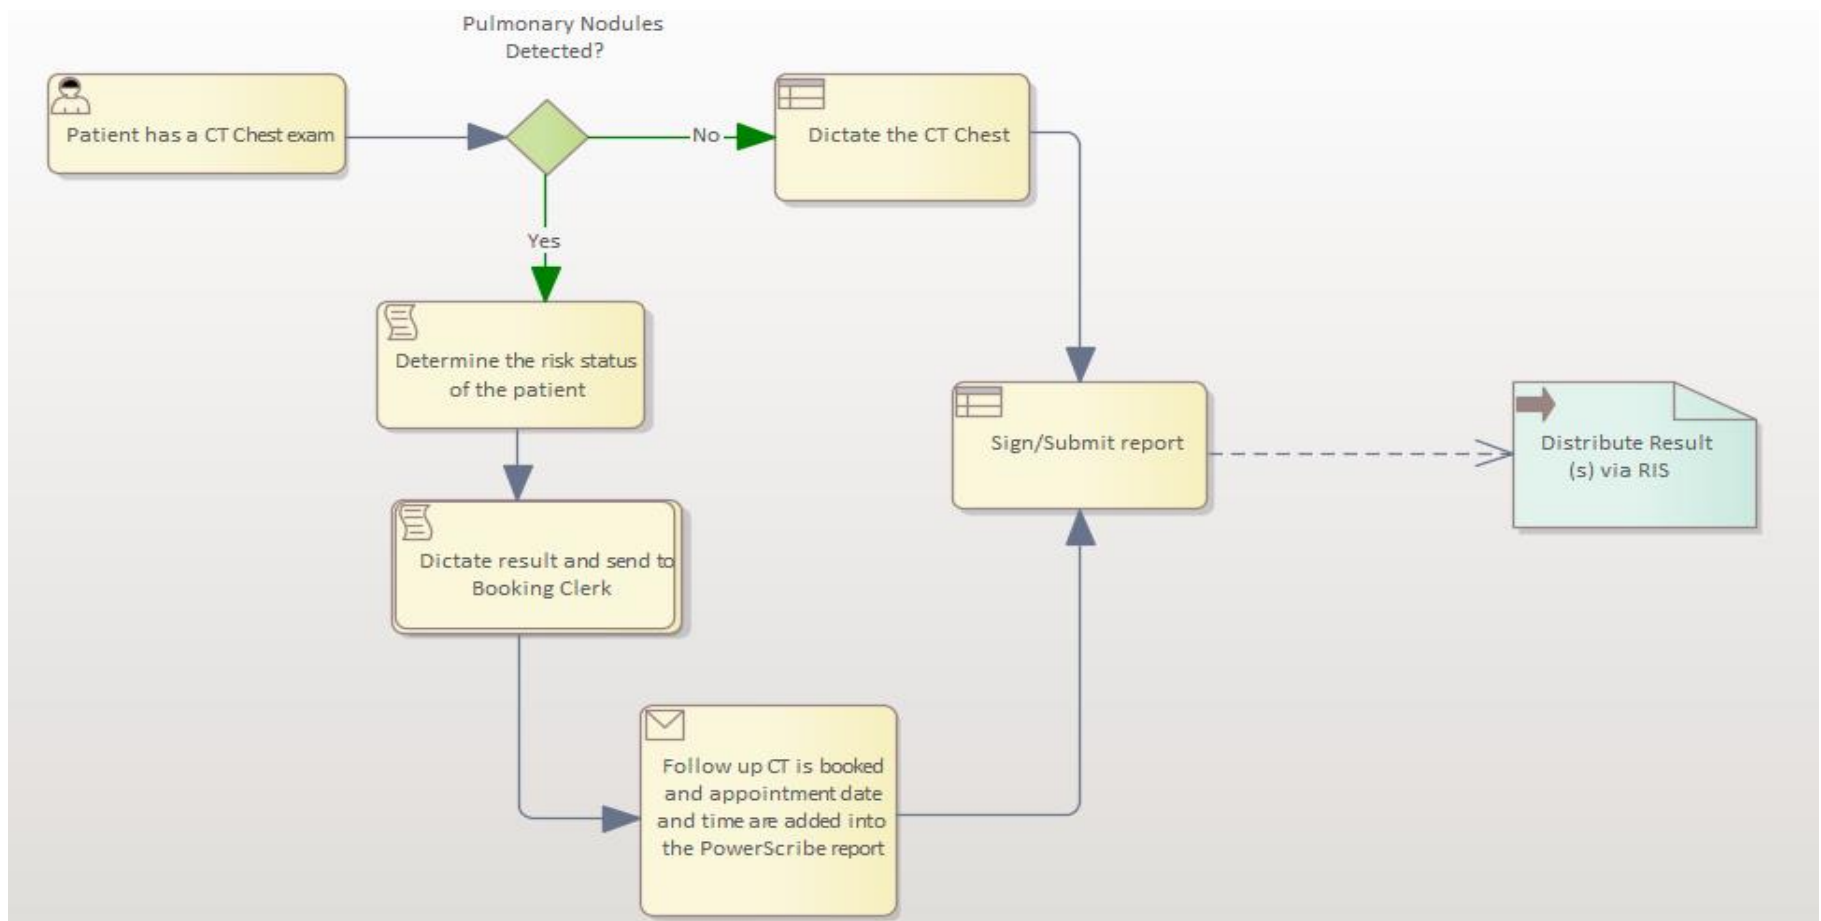 Pulmonary Nodules
Detected?
Patient has a CT Chest exam
No
Dictate the CT Chest
Yes
Determine the risk status
of the patient
Sign/Submit report
Distribute Result
(s) via RIS
Dictate result and send to
Booking Clerk
Follow up CT is booked
and appointment date
and time are added into
the PowerScribe report